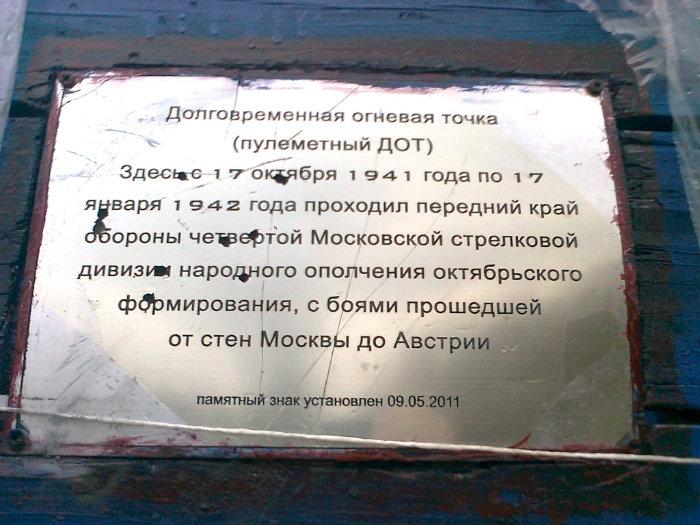 Долговременная огневая точка
(пулеметный ДОТ)
Здесь с 17 октября 1941 года по 17
января 1942 года проходил передний край
обороны четвертой Московской стрелковой
дивизии народного ополчения октябрьского
формирования, с боями прошедшей
от стен Москвы до Австрии
памятный знак установлен 09.05.2011